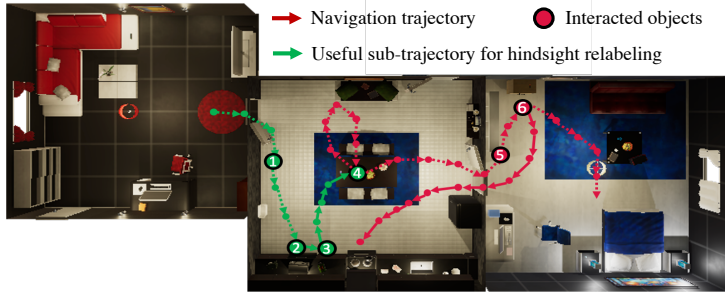 Navigation trajectory
Interacted objects
Useful sub-trajectory for hindsight relabeling
1
2
3
4
5
6